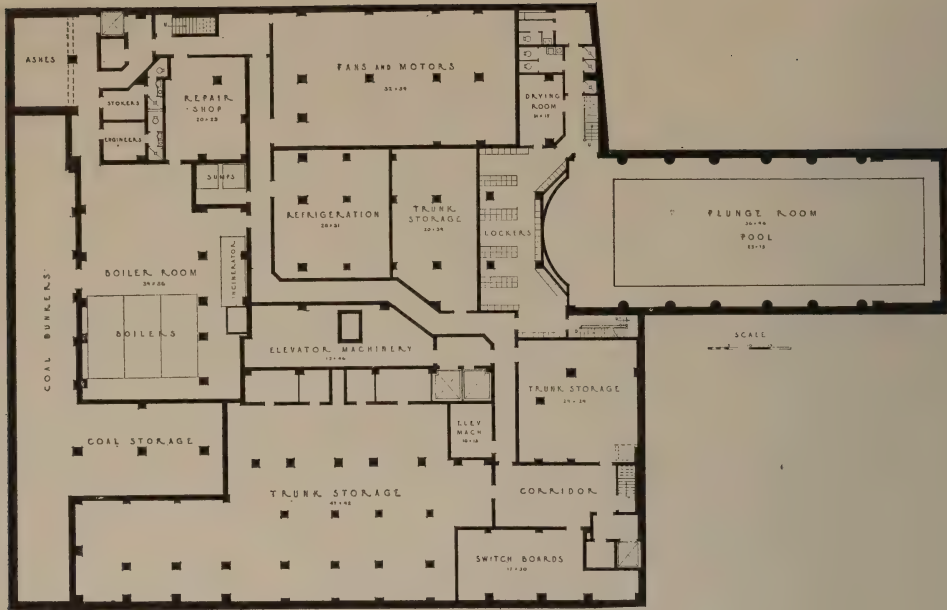 ASHES
STOKERS
ENGINEERS
REPAIR
SHOP
20 × 22
SUMPS
FANS AND MOTORS
DRYING
ROOM
REFRIGERATION
TRUNK
STORAGE
LOCKERS
PLUNGE ROOM
POOL
SCALE
COAL BUNKERS
BOILER ROOM
INCINERATOR
BOILERS
ELEVATOR MACHINERY
TRUNK STORAGE
ELEV
MACH
COAL STORAGE
TRUNK STORAGE
CORRIDOR
SWITCH BOARDS